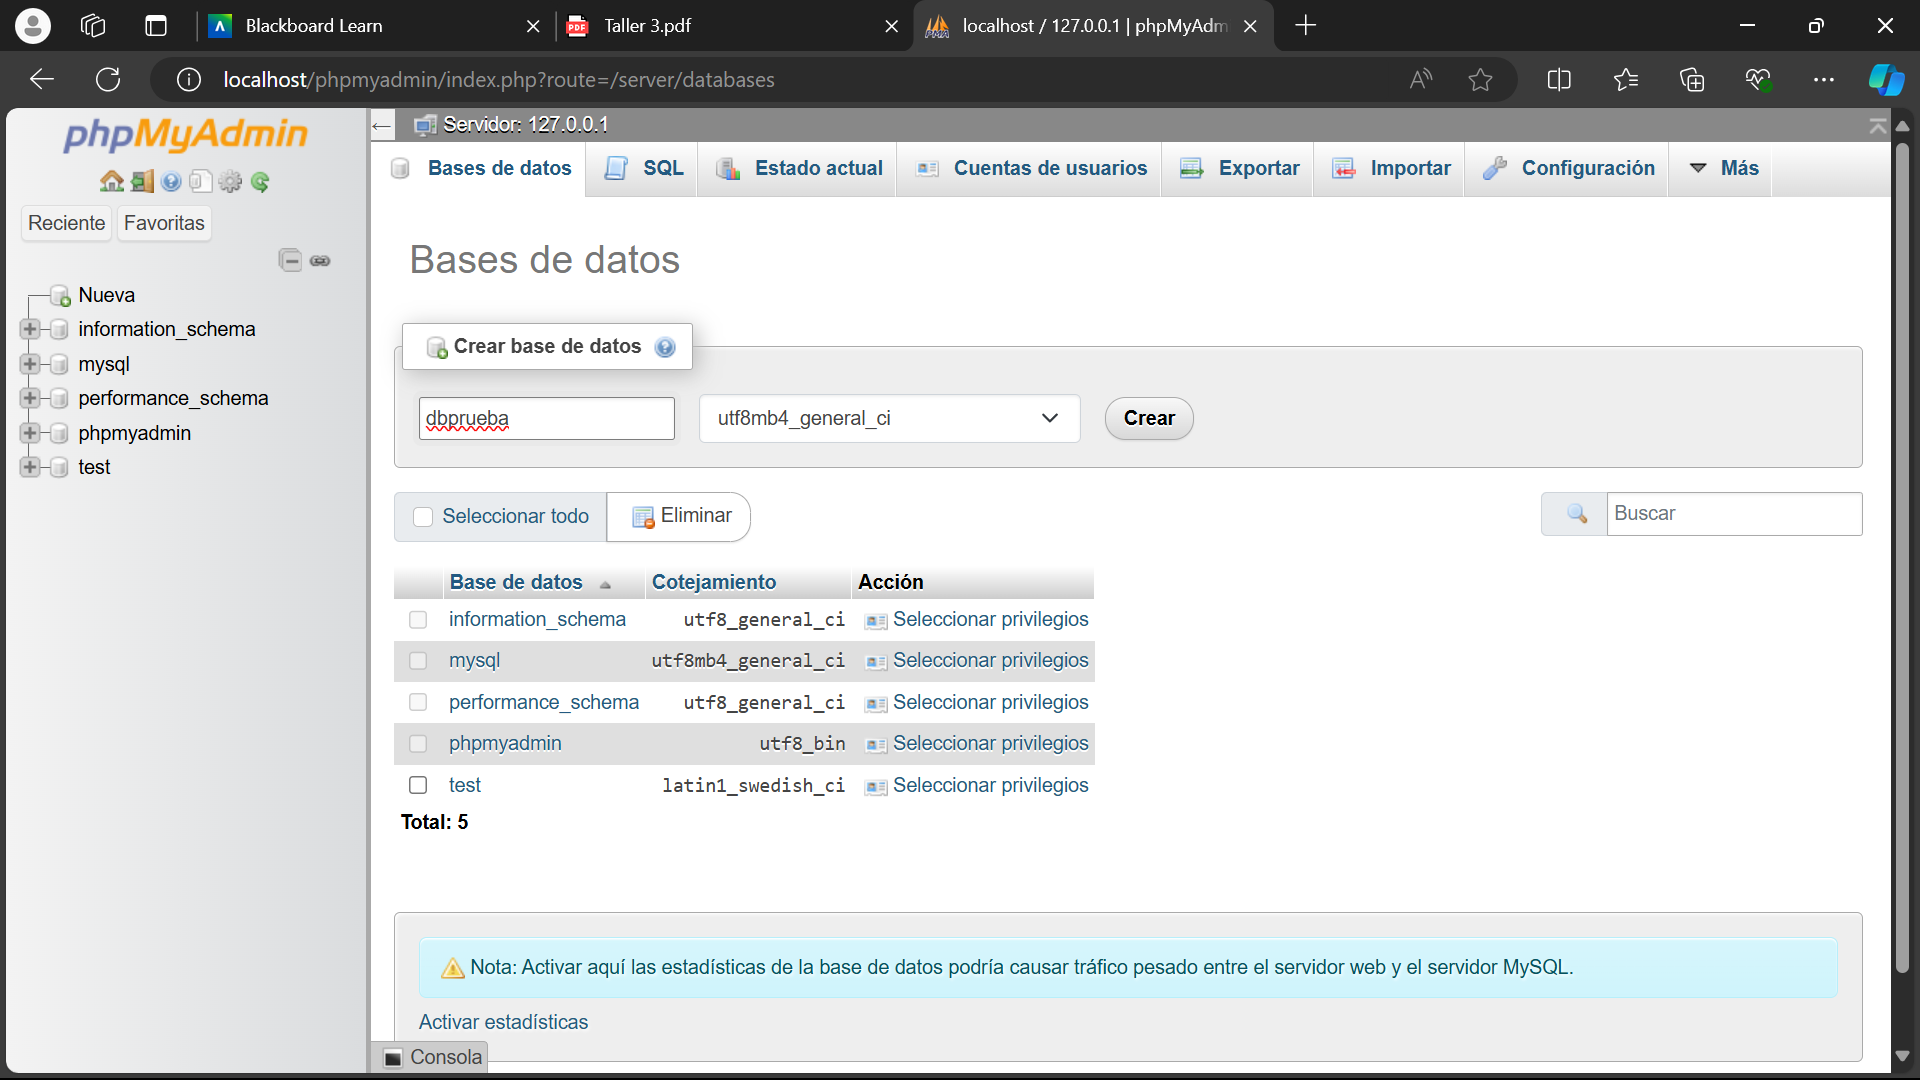 Blackboard Learn
Taller 3.pdf
localhost / 127.0.0.1 | phpMyAdm
localhost/phpmyadmin/index.php?route=/server/databases
phpMyAdmin
Reciente Favoritas
Nueva
information_schema
mysql
performance_schema
phpmyadmin
test
Servidor: 127.0.0.1
Bases de datos SQL Estado actual Cuentas de usuarios Exportar Importar Configuración Más
Bases de datos
Crear base de datos
dbprueba utf8mb4_general_ci Crear
Seleccionar todo Eliminar Buscar
Base de datos Cotejamiento Acción
information_schema utf8_general_ci Seleccionar privilegios
mysql utf8mb4_general_ci Seleccionar privilegios
performance_schema utf8_general_ci Seleccionar privilegios
phpmyadmin utf8_bin Seleccionar privilegios
test latin1_swedish_ci Seleccionar privilegios
Total: 5
Nota: Activar aquí las estadísticas de la base de datos podría causar tráfico pesado entre el servidor web y el servidor MySQL.
Activar estadísticas
Consola